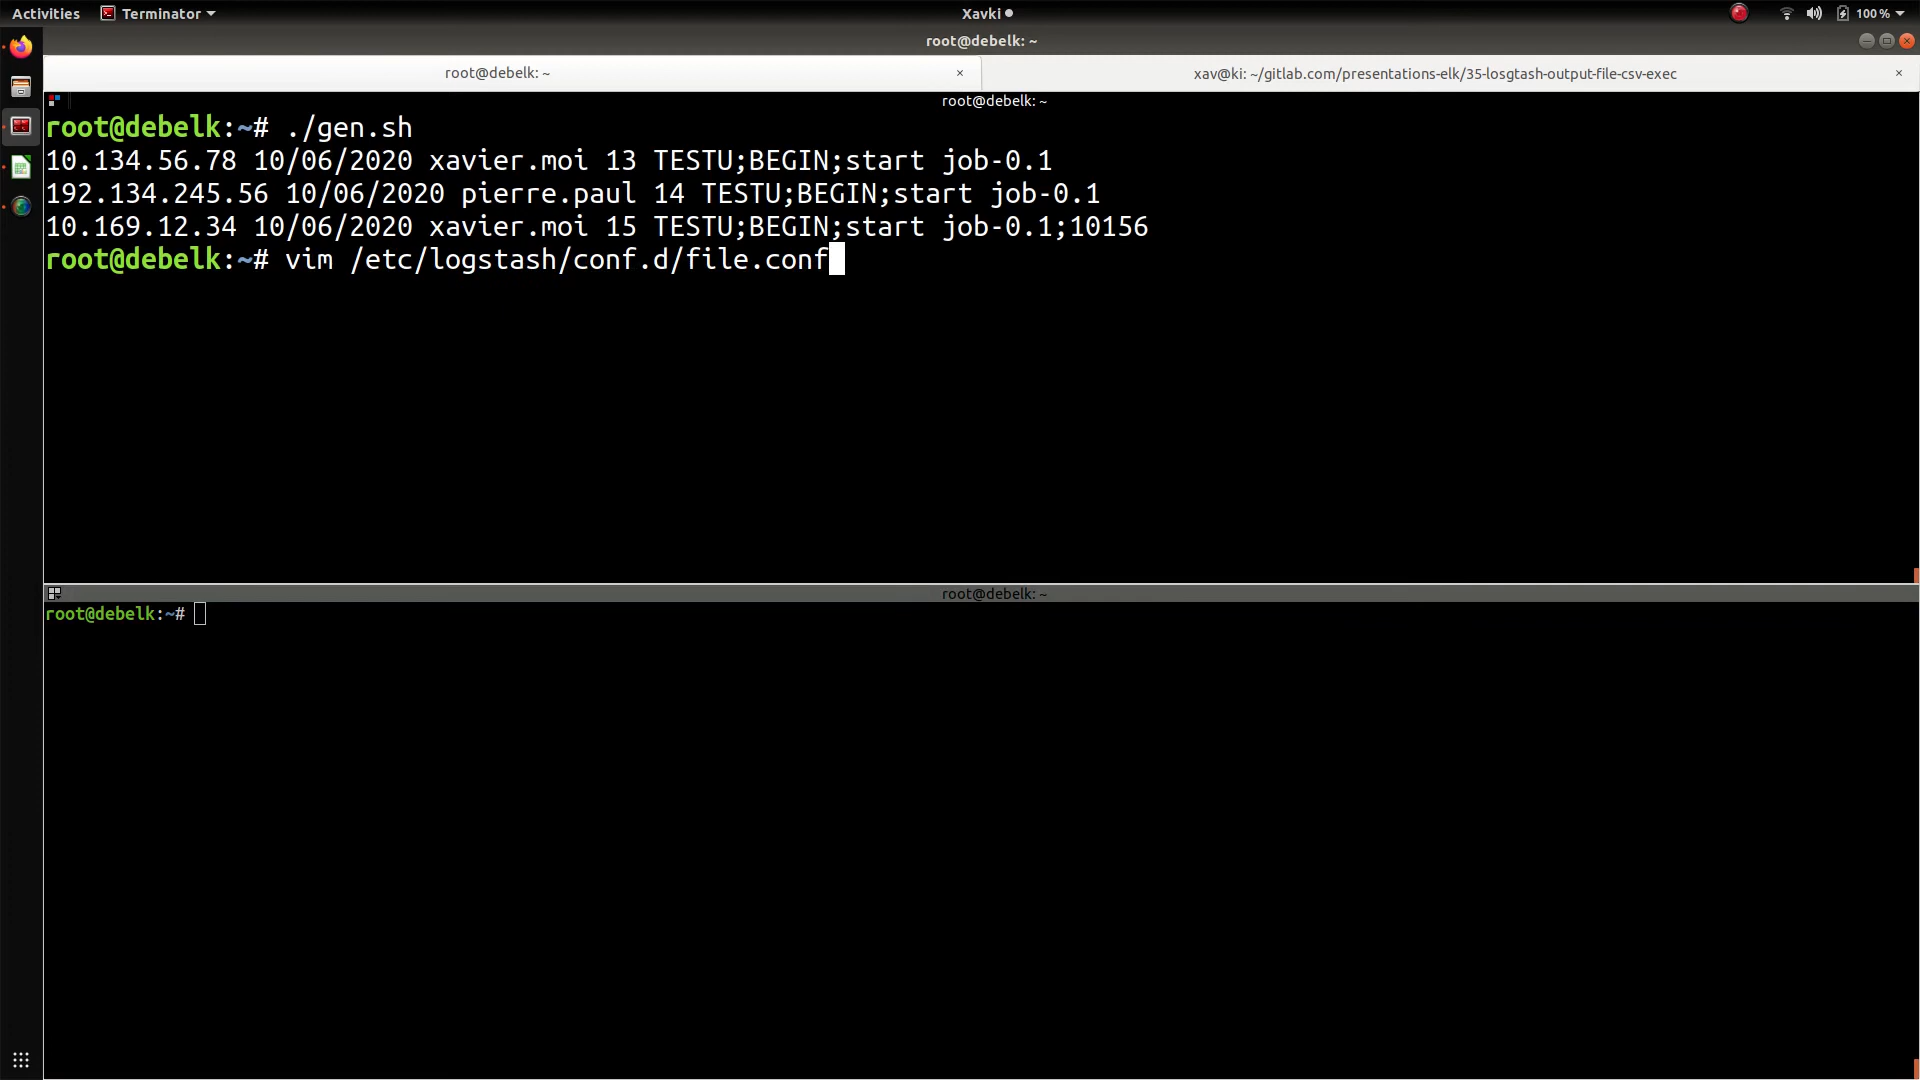 Activities Terminator Xavki 100 %
root@debelk: ~
root@debelk: ~ × xav@ki: ~/gitlab.com/presentations-elk/35-losgtash-output-file-csv-exec ×
root@debelk: ~
root@debelk:~# ./gen.sh
10.134.56.78 10/06/2020 xavier.moi 13 TESTU;BEGIN;start job-0.1
192.134.245.56 10/06/2020 pierre.paul 14 TESTU;BEGIN;start job-0.1
10.169.12.34 10/06/2020 xavier.moi 15 TESTU;BEGIN;start job-0.1;10156
root@debelk:~# vim /etc/logstash/conf.d/file.conf
root@debelk: ~
root@debelk:~#